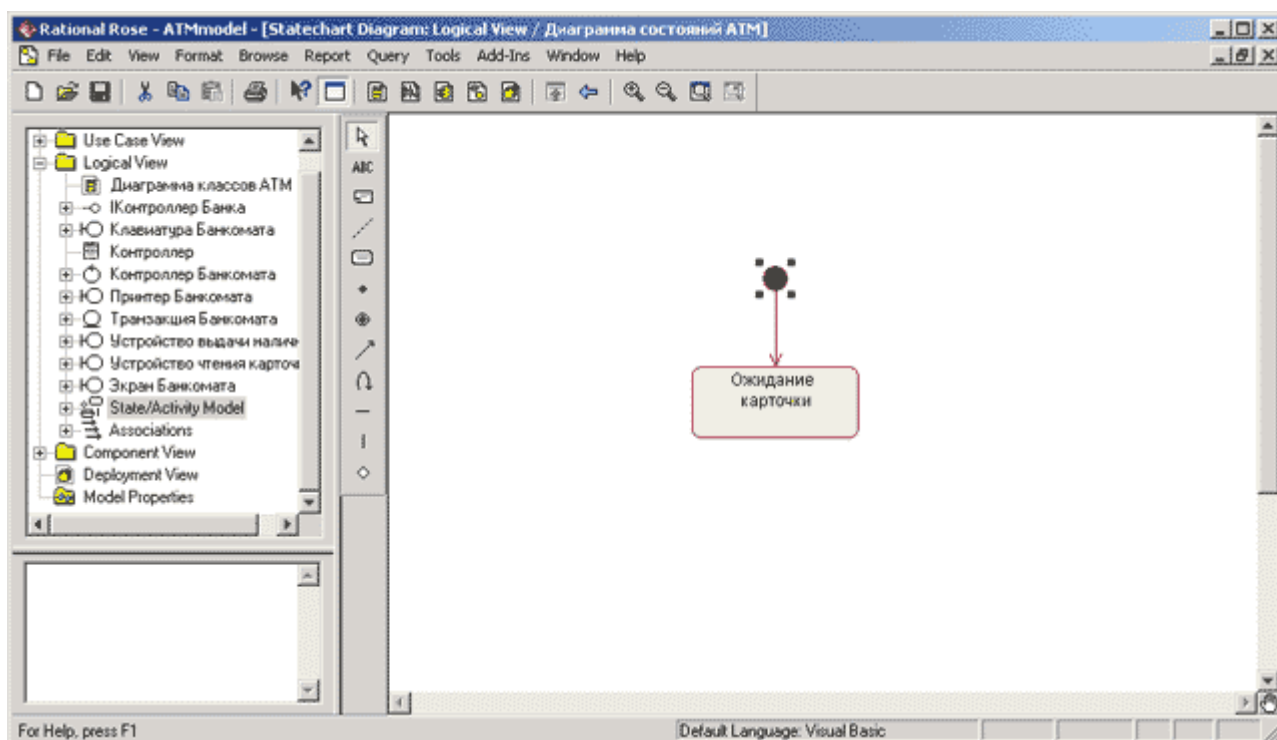 Rational Rose - ATMmodel - [Statechart Diagram: Logical View / Диаграмма состояний ATM]
File Edit View Format Browse Report Query Tools Add-Ins Window Help
Use Case View
Logical View
Диаграмма классов ATM
IКонтроллер Банка
Клавиатура Банкомата
Контроллер
Контроллер Банкомата
Принтер Банкомата
Транзакция Банкомата
Устройство выдачи наличе
Устройство чтения карточ
Экран Банкомата
State/Activity Model
Associations
Component View
Deployment View
Model Properties
ABC
Ожидание
карточки
For Help, press F1
Default Language: Visual Basic